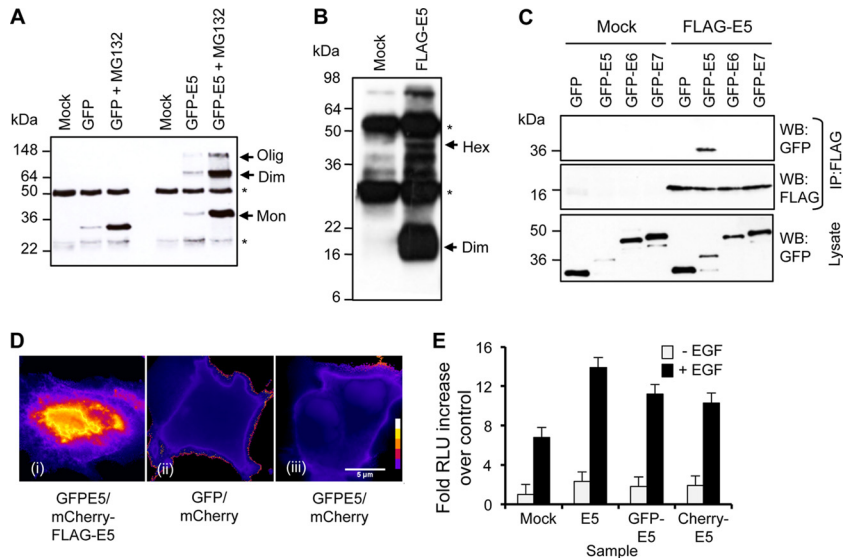 A
Mock
GFP
GFP + MG132
Mock
GFP-E5
GFP-E5 + MG132
kDa
148
64
50
36
22
Olig
Dim
*
Mon
*
B
Mock
FLAG-E5
kDa
98
64
50
36
22
16
6
*
Hex
*
Dim
C
Mock
FLAG-E5
GFP
GFP-E5
GFP-E6
GFP-E7
GFP
GFP-E5
GFP-E6
GFP-E7
kDa
36
16
50
36
WB:
GFP
WB:
FLAG
IP:FLAG
WB:
GFP
Lysate
D
(i)
(ii)
(iii)
5 µm
GFPE5/
mCherry-
FLAG-E5
GFP/
mCherry
GFPE5/
mCherry
E
Fold RLU increase
over control
16
12
8
4
0
- EGF
+ EGF
Mock
E5
GFP-
E5
Cherry-
E5
Sample